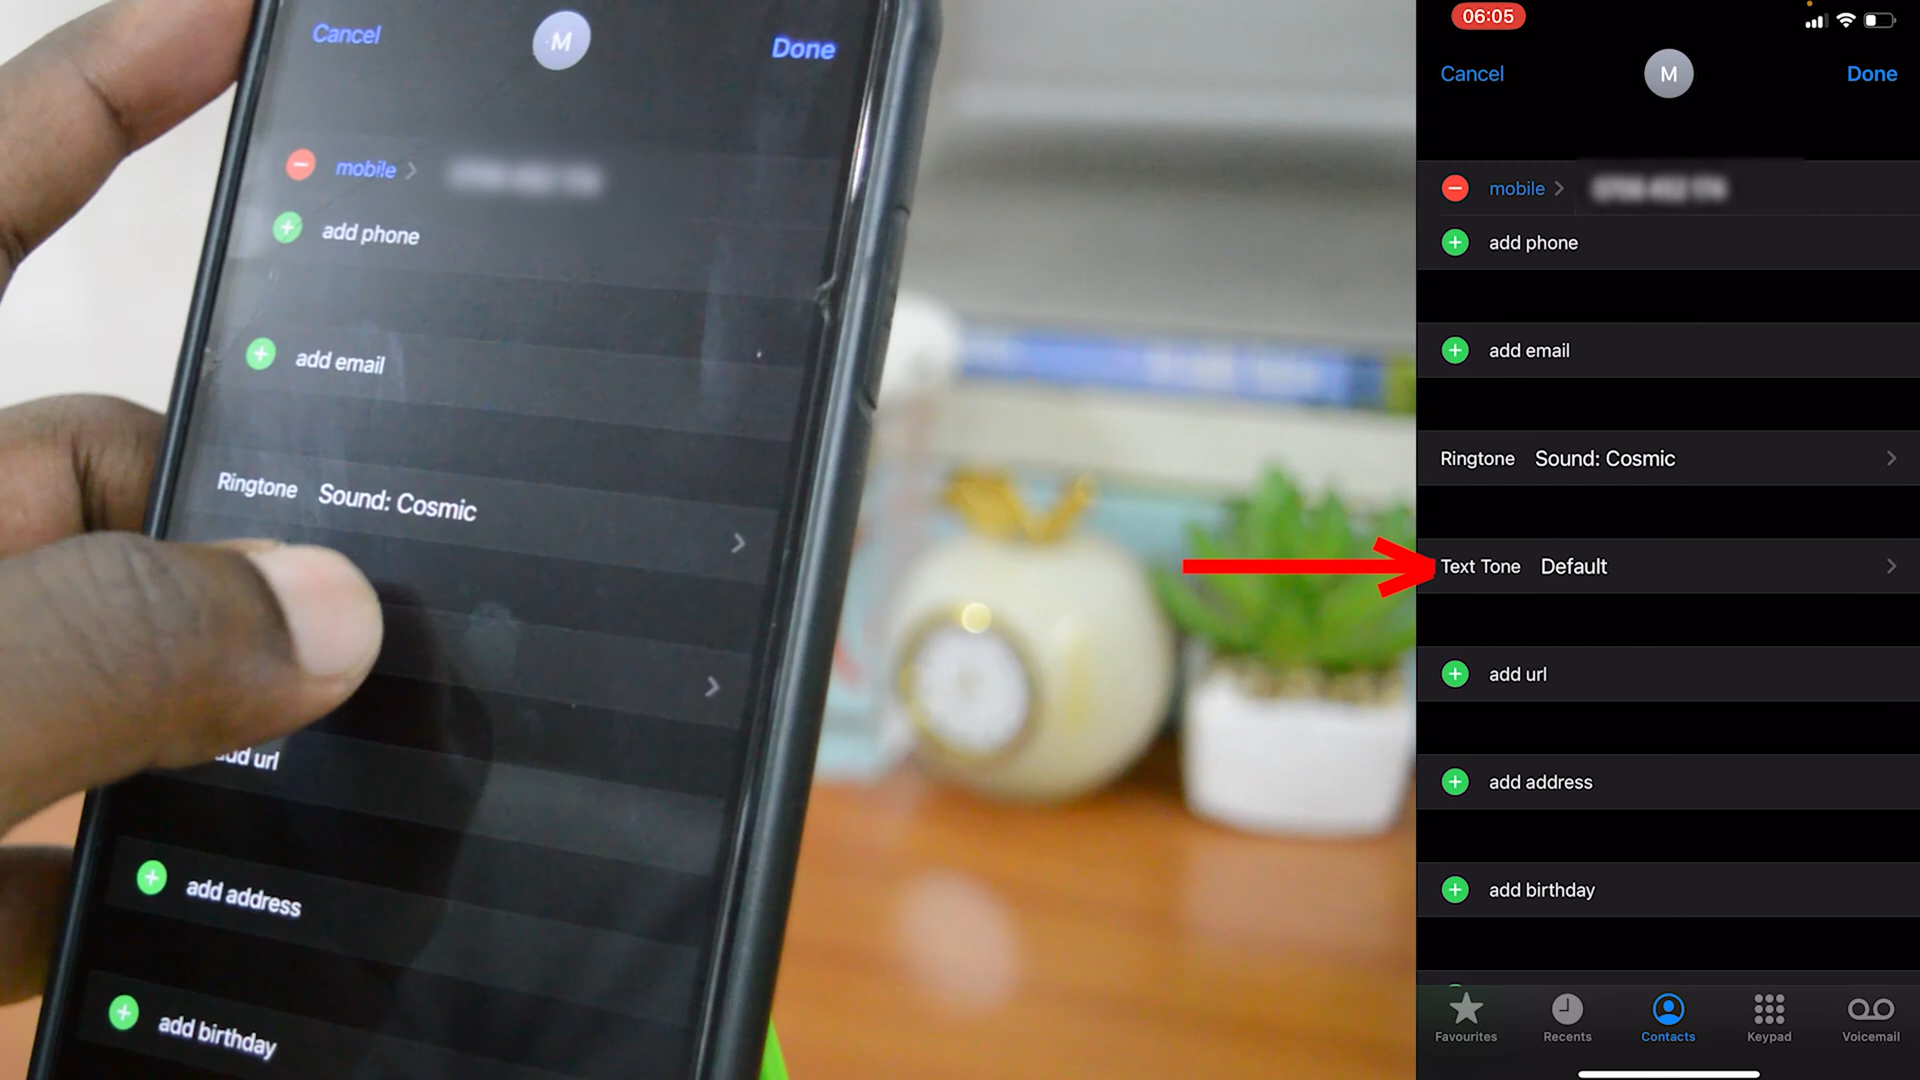 Cancel
M
Done
mobile
add phone
add email
Ringtone Sound: Cosmic
url
add address
add birthday
06:05
Cancel
M
Done
mobile
add phone
add email
Ringtone Sound: Cosmic
Text Tone Default
add url
add address
add birthday
Favourites
Recents
Contacts
Keypad
Voicemail